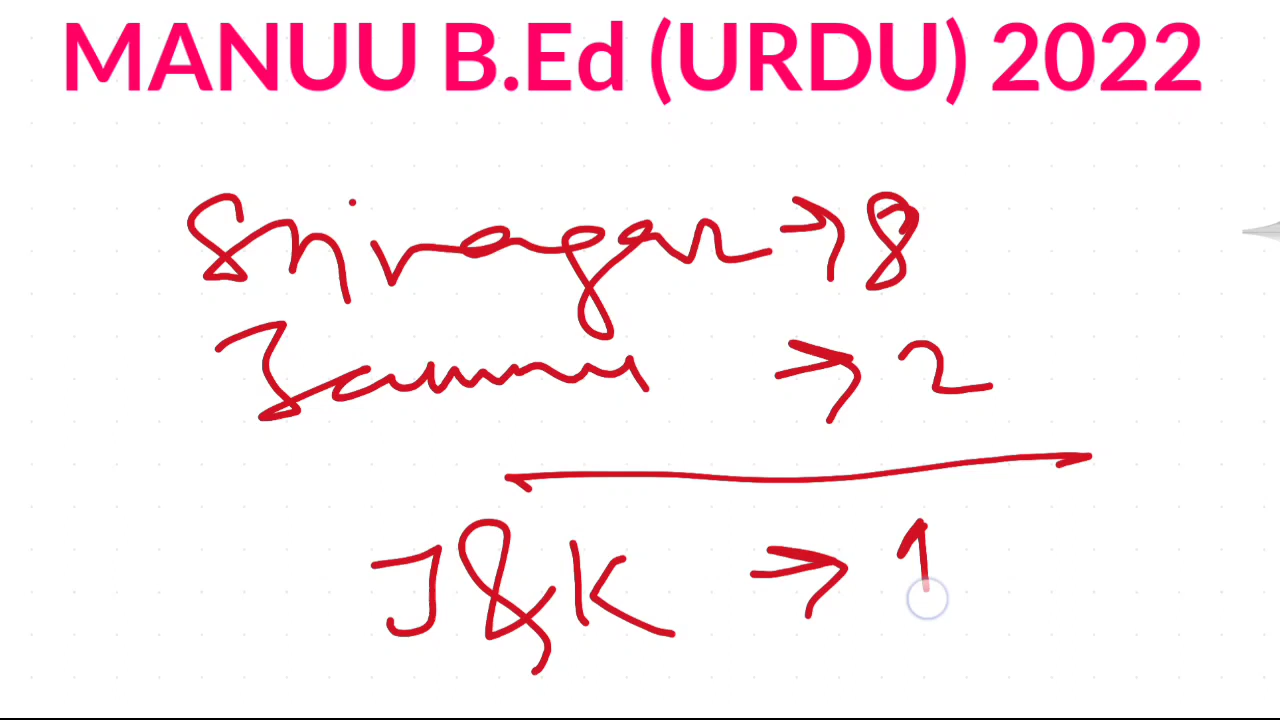 MANUU B.Ed (URDU) 2022
Srinagar → 8
Jammu → 2
J&K → 1